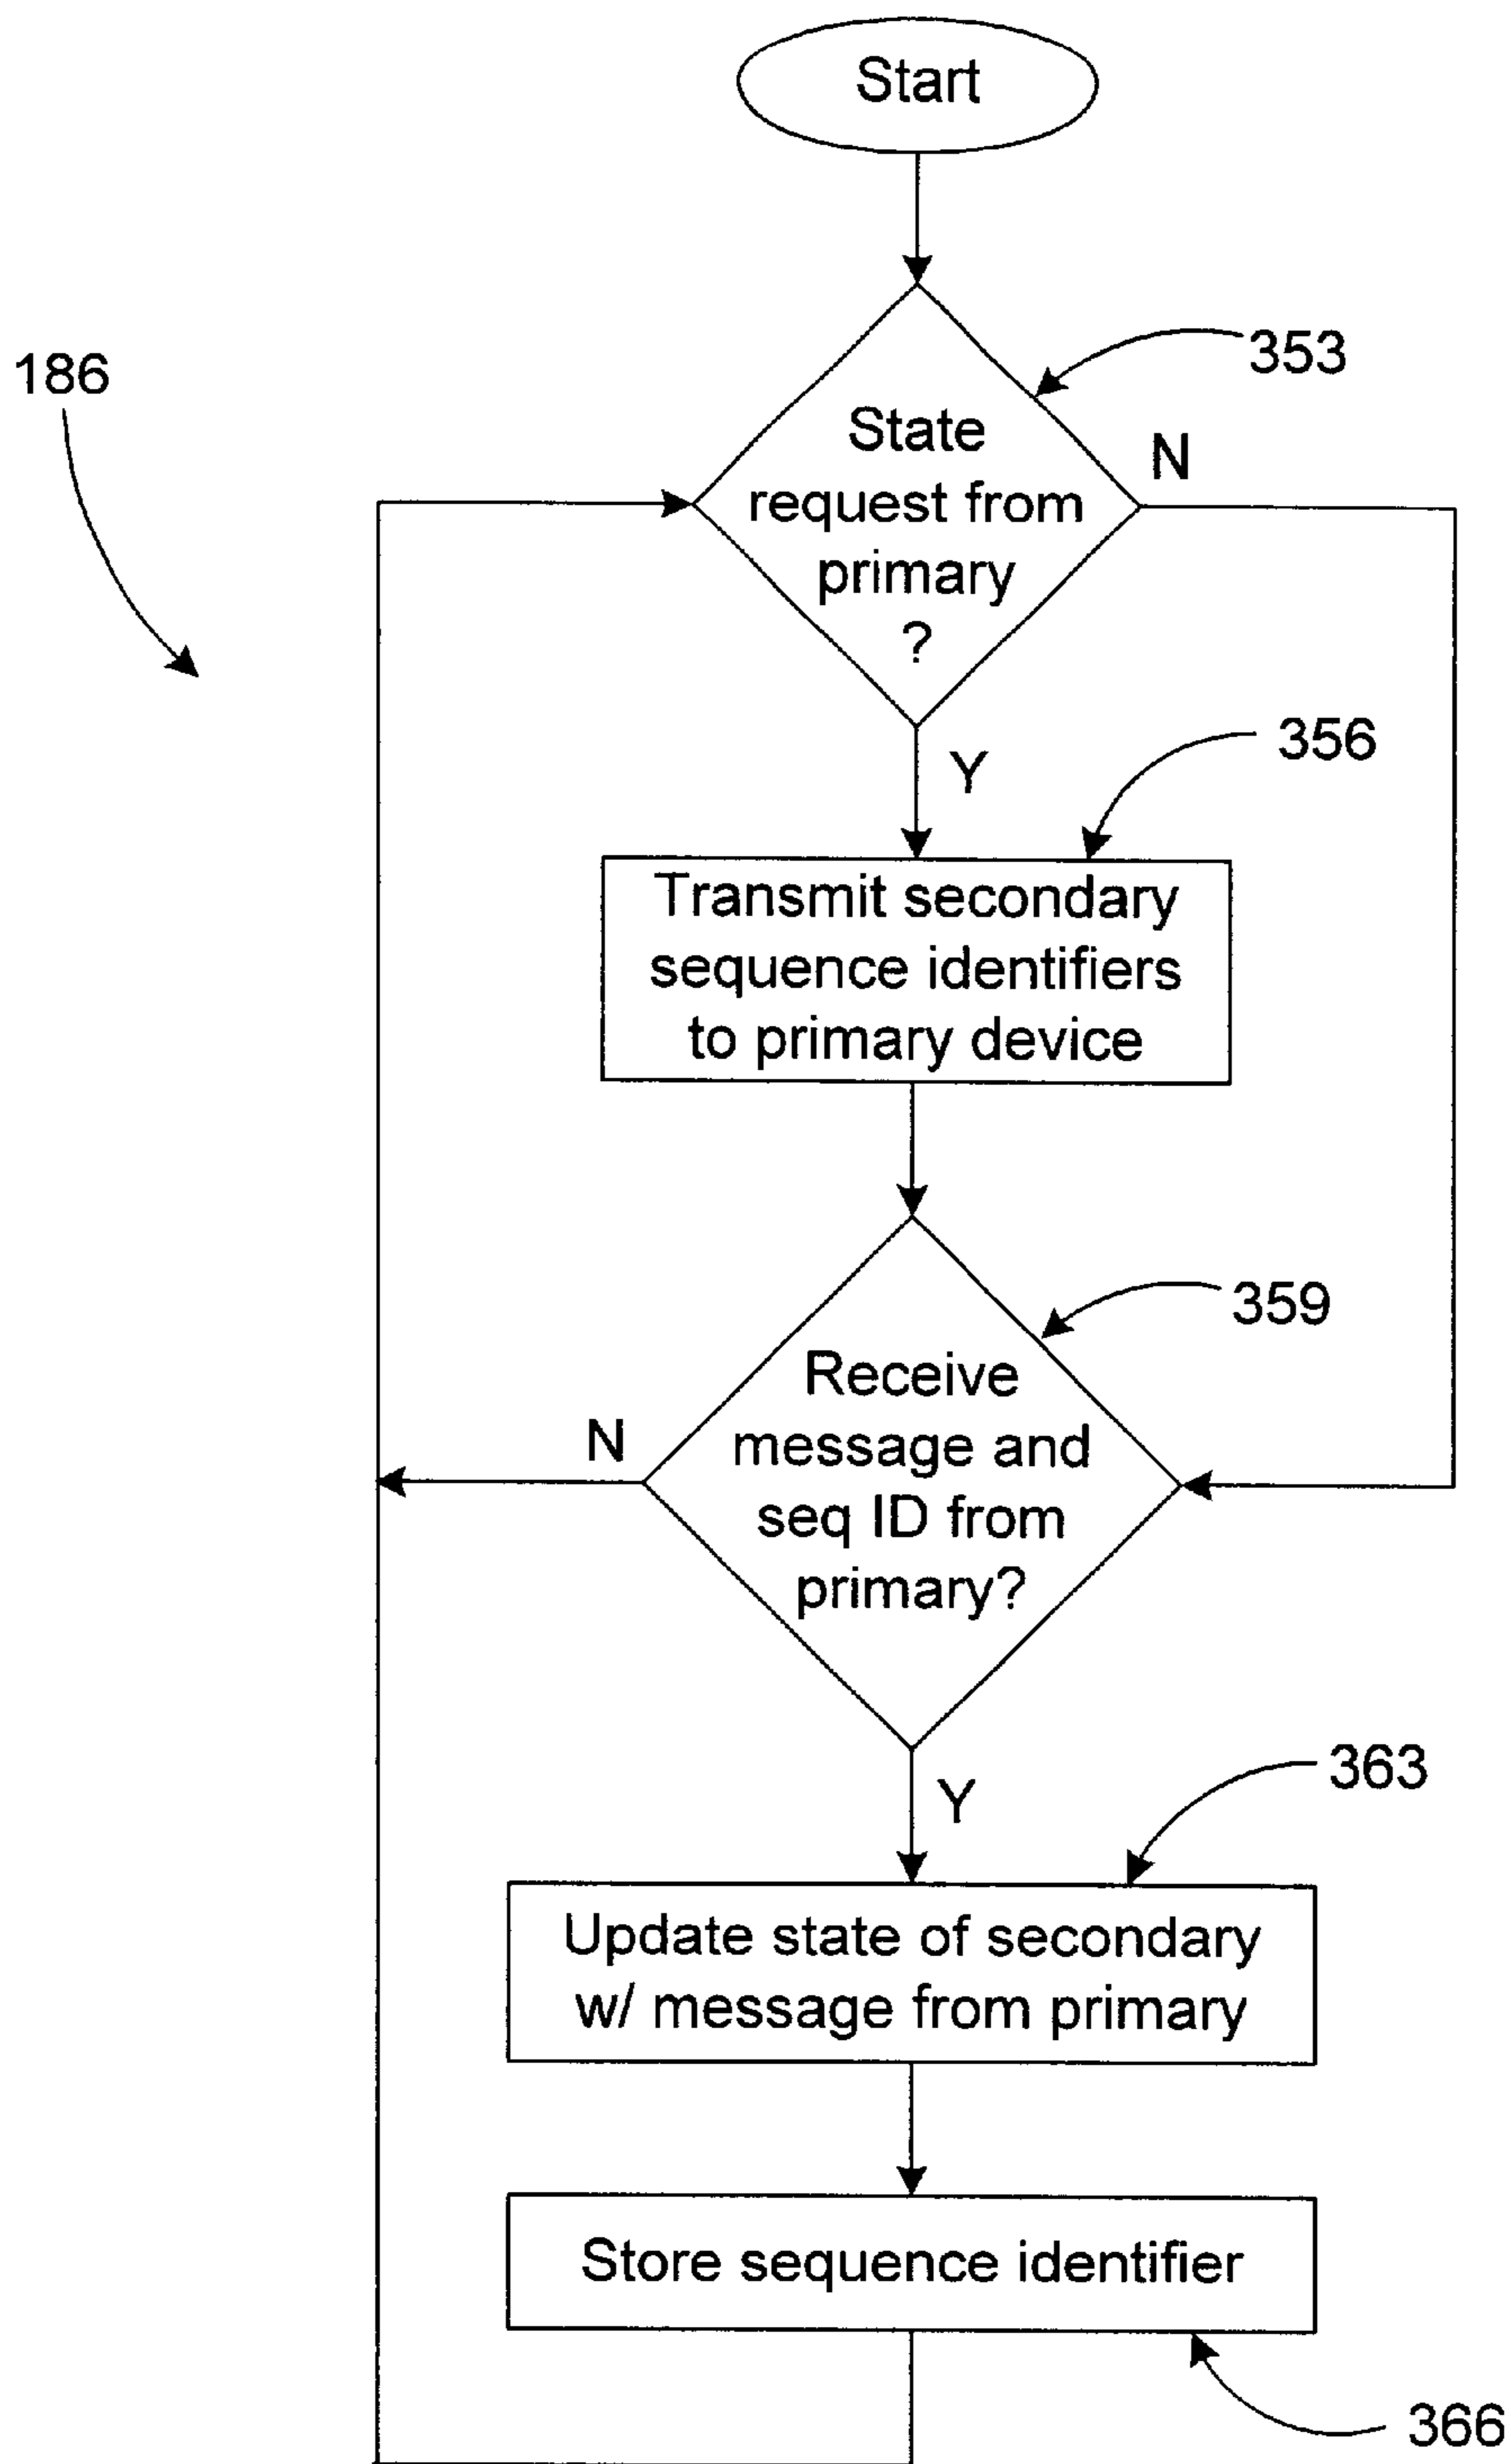 Start
353
186
State
request from
primary
?
N
Y
356
Transmit secondary
sequence identifiers
to primary device
359
Receive
message and
seq ID from
primary?
N
Y
363
Update state of secondary
w/ message from primary
Store sequence identifier
366